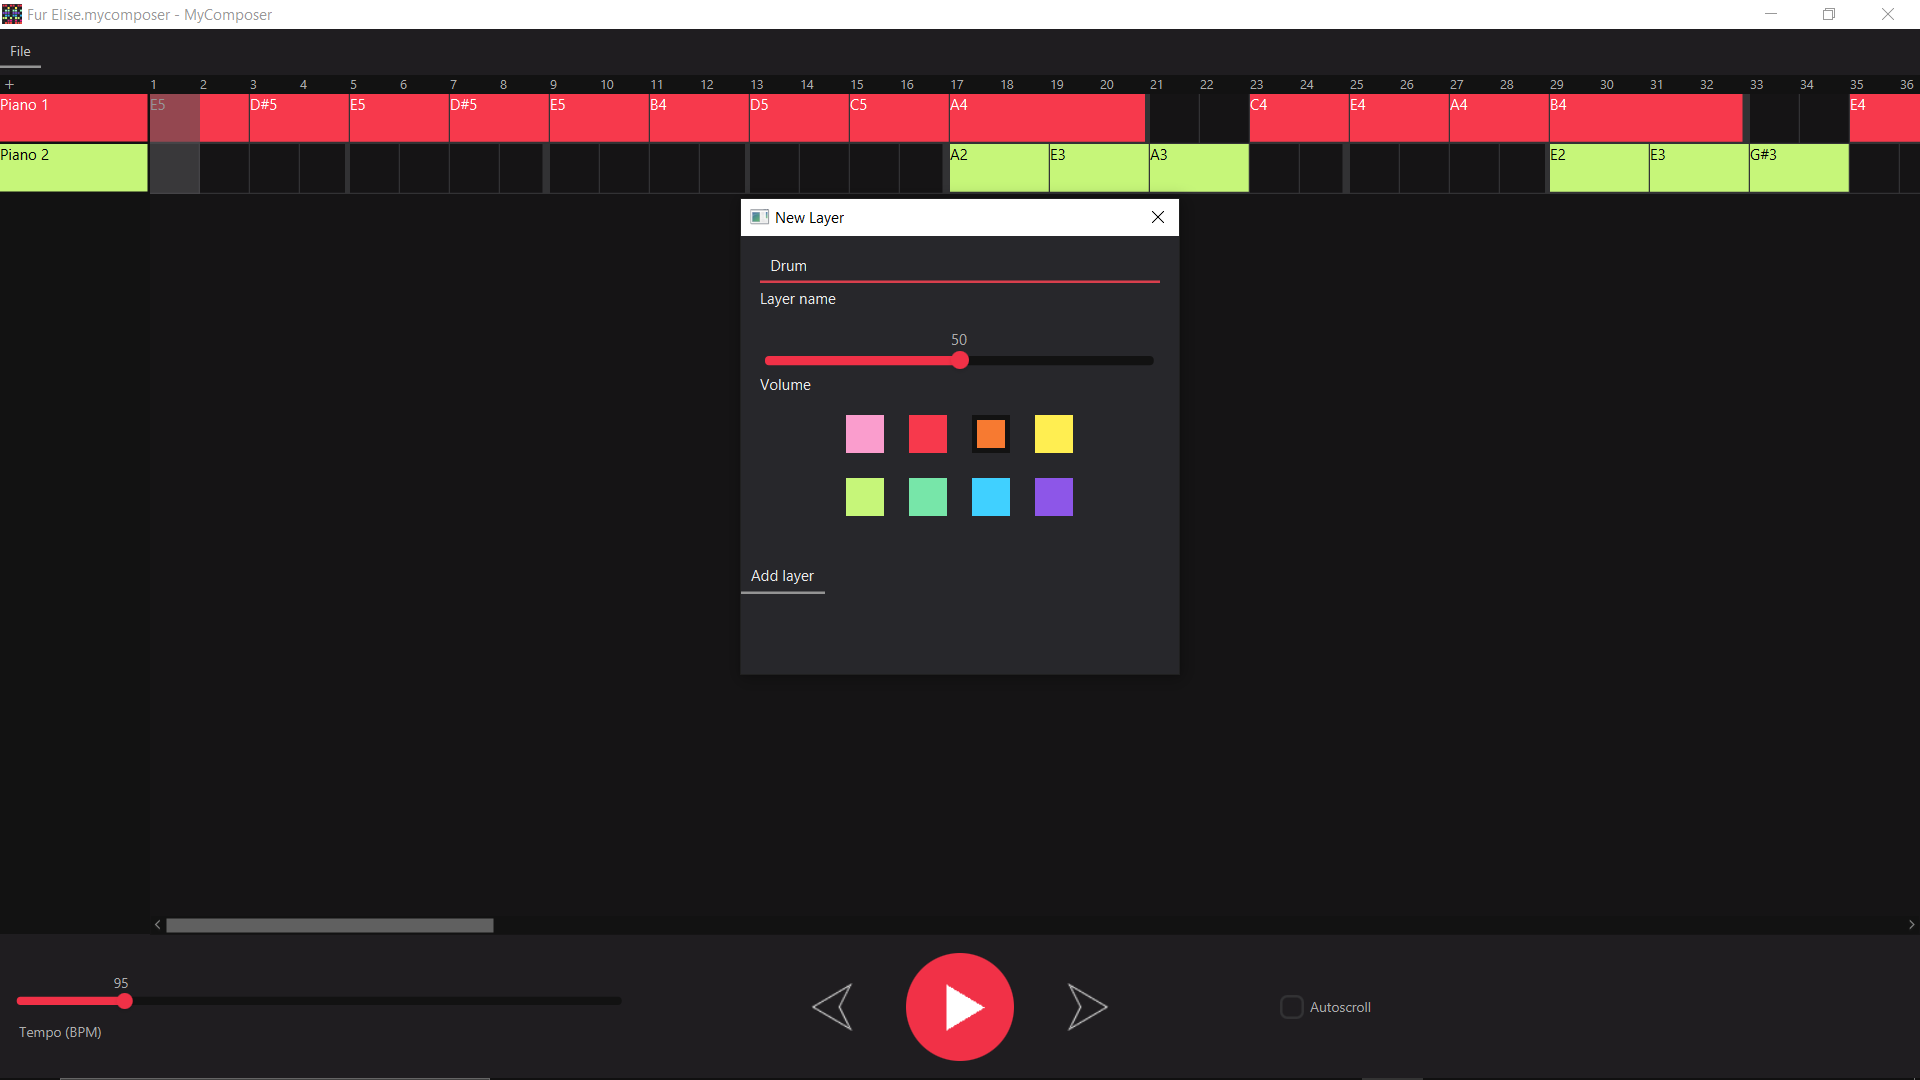 Fur Elise.mycomposer - MyComposer
File
+ 1 2 3 4 5 6 7 8 9 10 11 12 13 14 15 16 17 18 19 20 21 22 23 24 25 26 27 28 29 30 31 32 33 34 35 36
Piano 1 E5 D#5 E5 D#5 E5 B4 D5 C5 A4 C4 E4 A4 B4 E4
Piano 2 A2 E3 A3 E2 E3 G#3
New Layer
Drum
Layer name
50
Volume
Add layer
95
Tempo (BPM)
Autoscroll